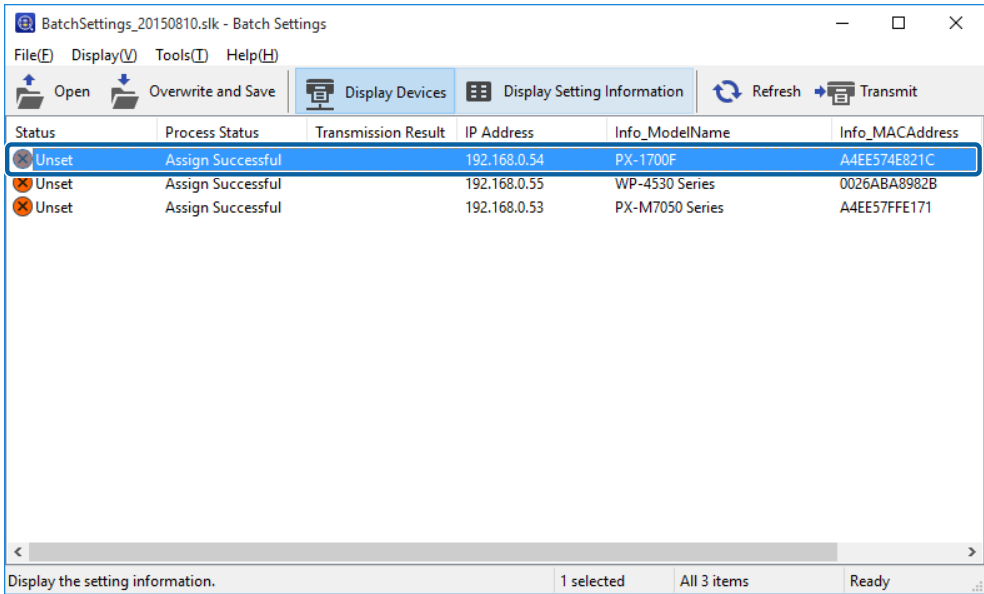 BatchSettings_20150810.slk - Batch Settings
File(F) Display(V) Tools(T) Help(H)
Open Overwrite and Save Display Devices Display Setting Information Refresh Transmit
Status Process Status Transmission Result IP Address Info_ModelName Info_MACAddress
Unset Assign Successful 192.168.0.54 PX-1700F A4EE574E821C
Unset Assign Successful 192.168.0.55 WP-4530 Series 0026ABA8982B
Unset Assign Successful 192.168.0.53 PX-M7050 Series A4EE57FFE171
Display the setting information. 1 selected All 3 items Ready